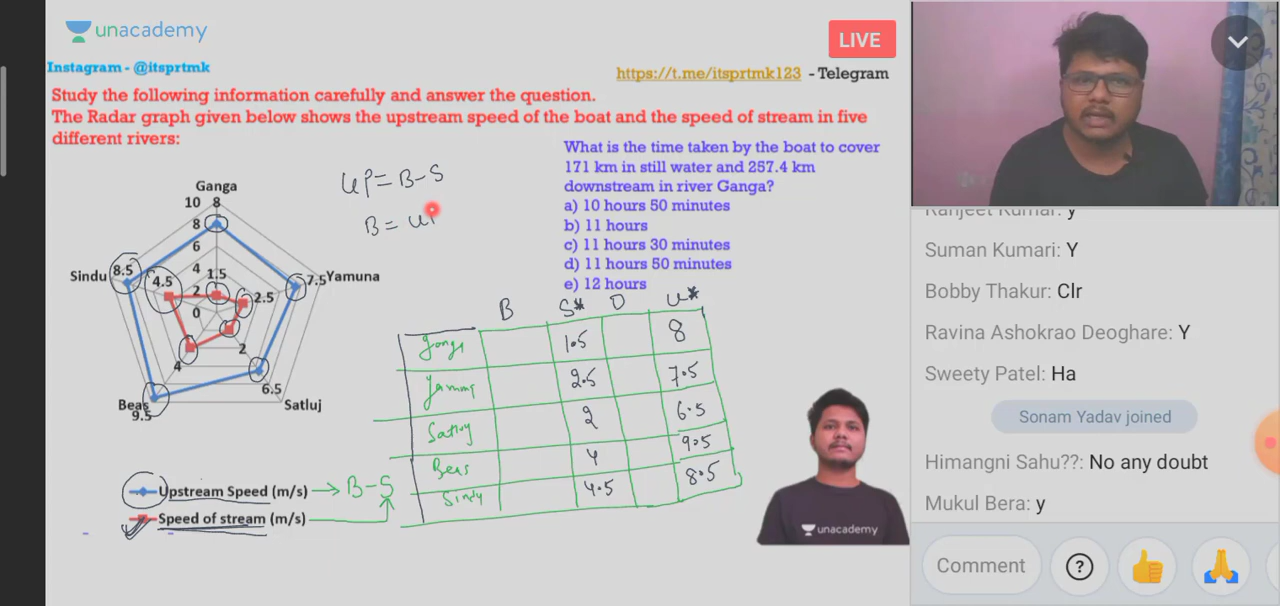 unacademy
LIVE
Instagram - @itsprtmk
https://t.me/itsprtmk123 - Telegram
Study the following information carefully and answer the question.
The Radar graph given below shows the upstream speed of the boat and the speed of stream in five
different rivers:
What is the time taken by the boat to cover
171 km in still water and 257.4 km
downstream in river Ganga?
a) 10 hours 50 minutes
b) 11 hours
c) 11 hours 30 minutes
d) 11 hours 50 minutes
e) 12 hours
UP = B-S
B = UP
Ganga
10 8
8
6
4 1.5
2
0
Sindu 8.5
4.5
7.5 Yamuna
2.5
2
4
6.5
Satluj
Beas
9.5
Upstream Speed (m/s) → B-S
Speed of stream (m/s)
B S* D U*
Ganga 1.5 8
Yamuna 2.5 7.5
Satluj 2 6.5
Beas 4 9.5
Sindu 4.5 8.5
unacademy
Ranjeet Kumar: y
Suman Kumari: Y
Bobby Thakur: Clr
Ravina Ashokrao Deoghare: Y
Sweety Patel: Ha
Sonam Yadav joined
Himangni Sahu??: No any doubt
Mukul Bera: y
Comment
?